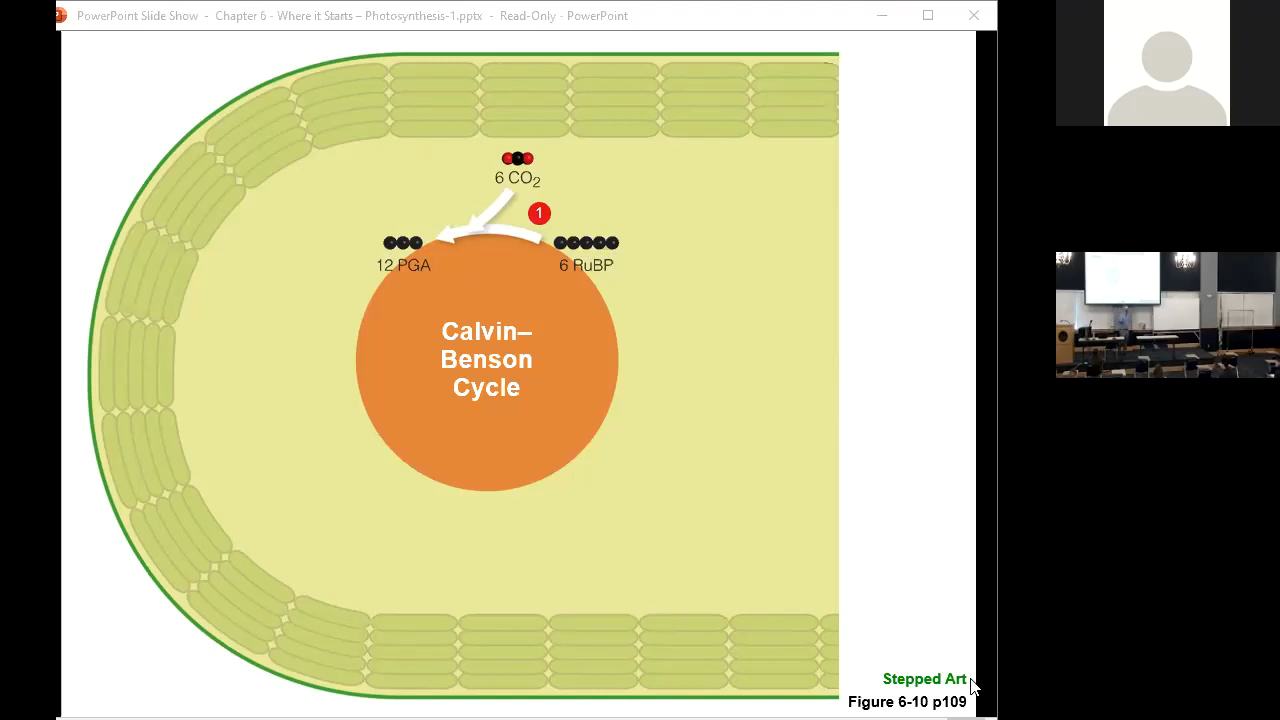 PowerPoint Slide Show - Chapter 6 - Where it Starts – Photosynthesis-1.pptx - Read-Only - PowerPoint
6 CO₂
1
12 PGA
6 RuBP
Calvin–
Benson
Cycle
Stepped Art
Figure 6-10 p109